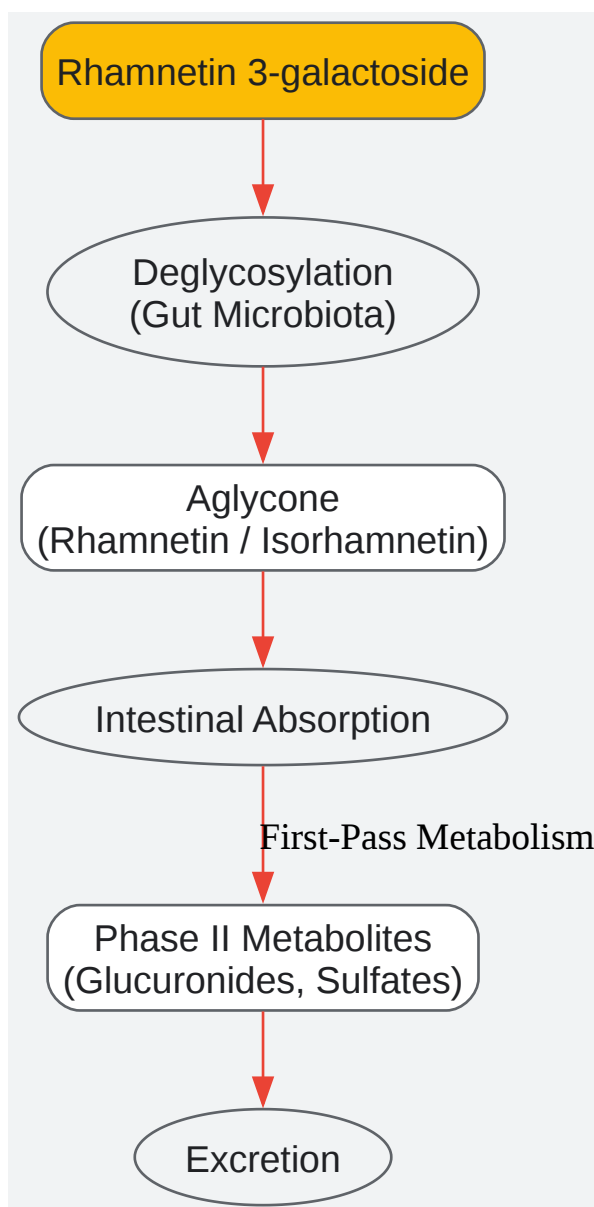 Rhamnetin 3-galactoside
Deglycosylation
(Gut Microbiota)
Aglycone
(Rhamnetin / Isorhamnetin)
Intestinal Absorption
First-Pass Metabolism
Phase II Metabolites
(Glucuronides, Sulfates)
Excretion